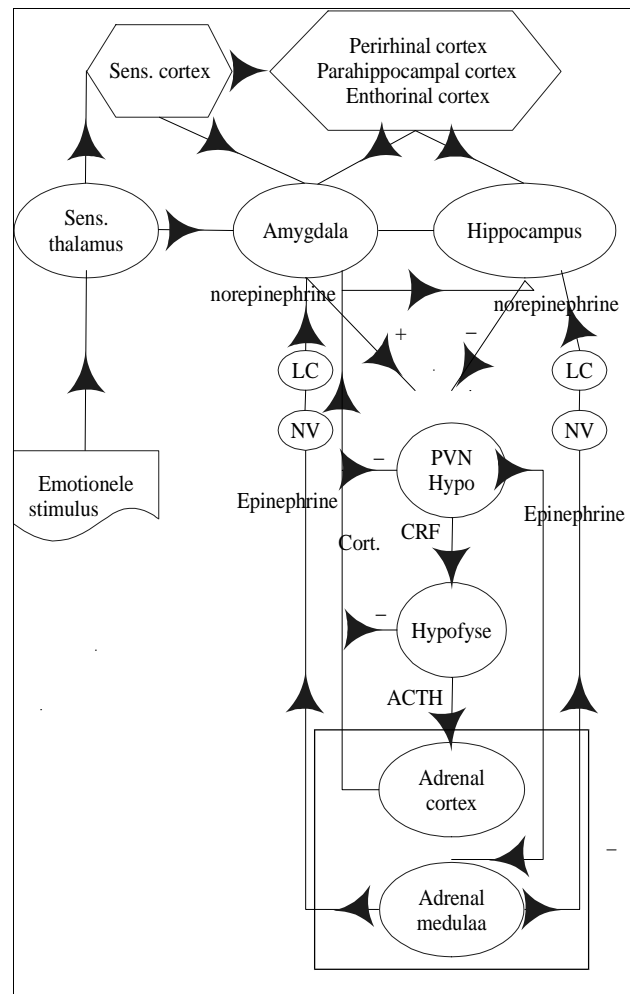 Perirhinal cortex
Parahippocampal cortex
Enthorinal cortex
Sens. cortex
Sens.
thalamus
Amygdala
Hippocampus
norepinephrine
norepinephrine
+
–
LC
LC
NV
NV
–
PVN
Hypo
Emotionele
stimulus
Epinephrine
Epinephrine
CRF
Cort.
–
Hypofyse
ACTH
Adrenal
cortex
–
Adrenal
medulaa